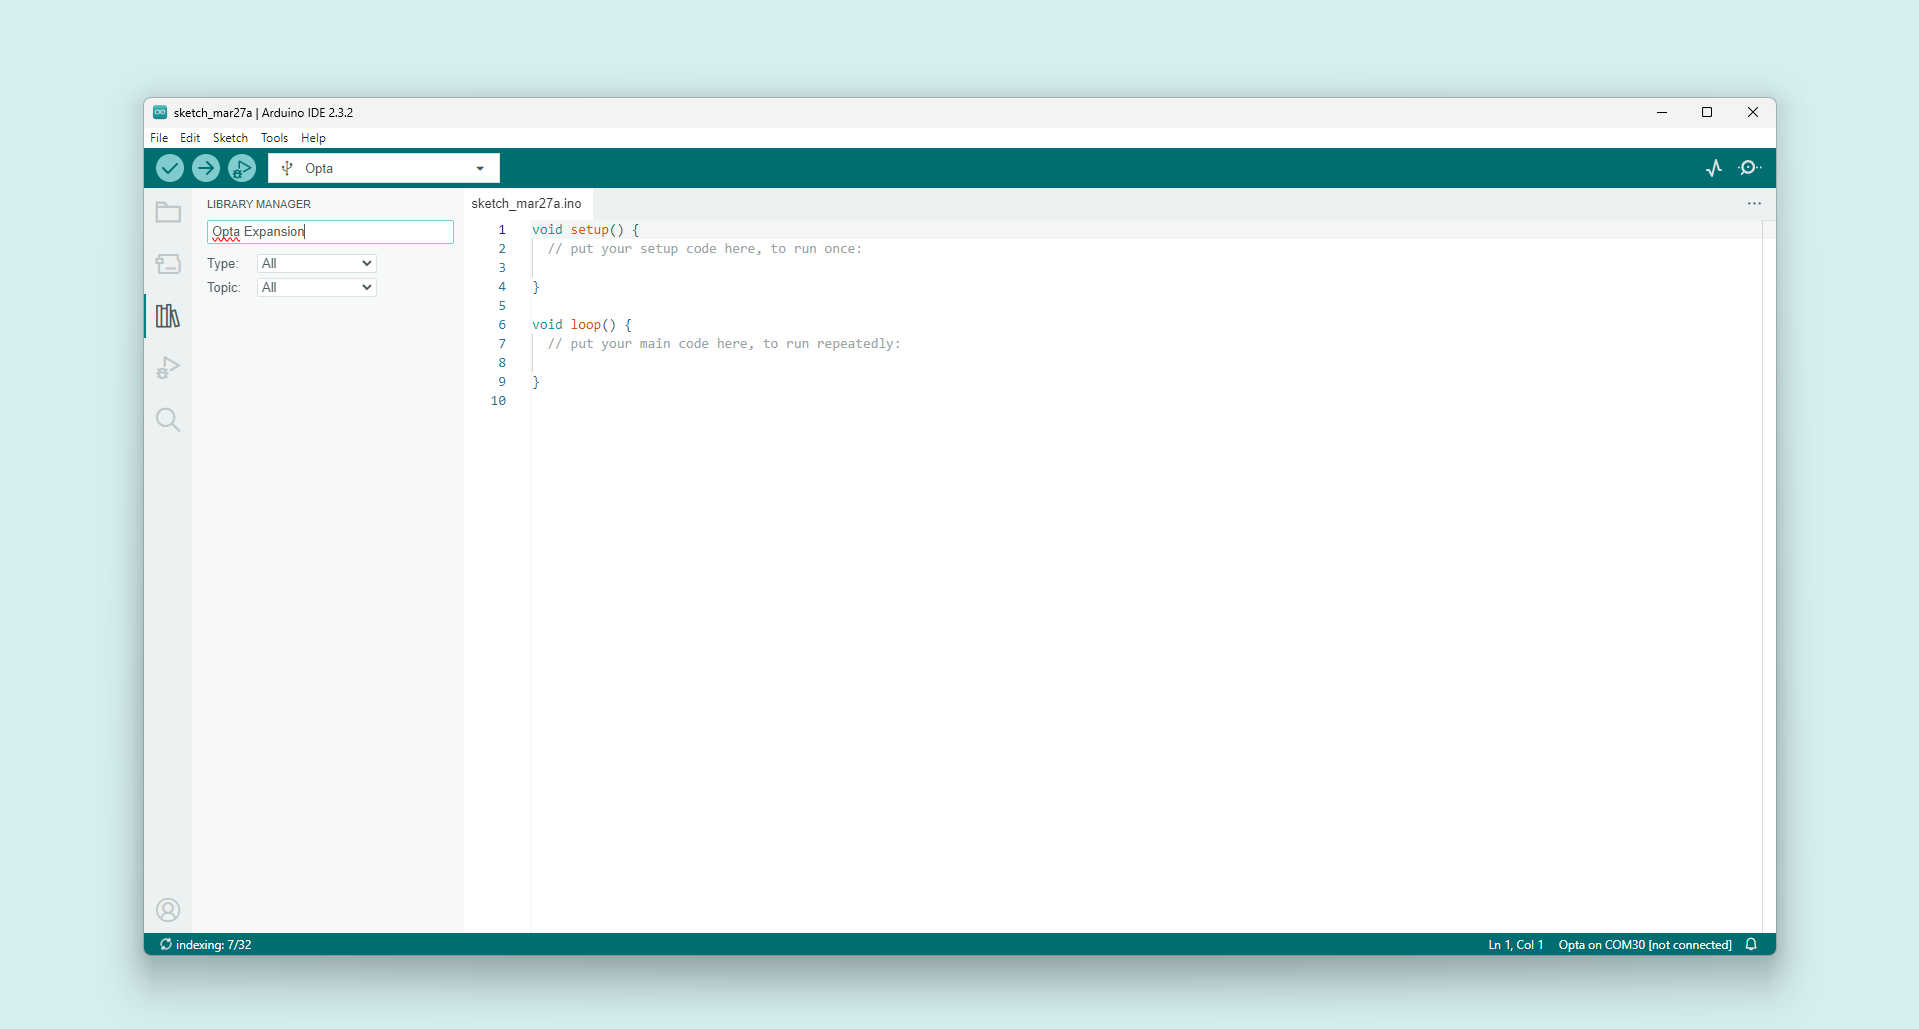 sketch_mar27a | Arduino IDE 2.3.2
File Edit Sketch Tools Help
Opta
LIBRARY MANAGER
Opta Expansion
Type: All
Topic: All
sketch_mar27a.ino
1 void setup() {
2 // put your setup code here, to run once:
3
4 }
5
6 void loop() {
7 // put your main code here, to run repeatedly:
8
9 }
10
indexing: 7/32
Ln 1, Col 1 Opta on COM30 [not connected]